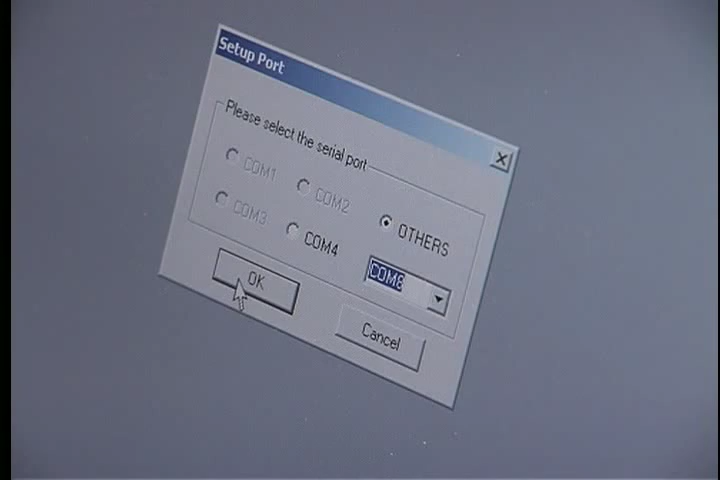 Setup Port
Please select the serial port
COM1
COM2
OTHERS
COM3
COM4
COM8
OK
Cancel